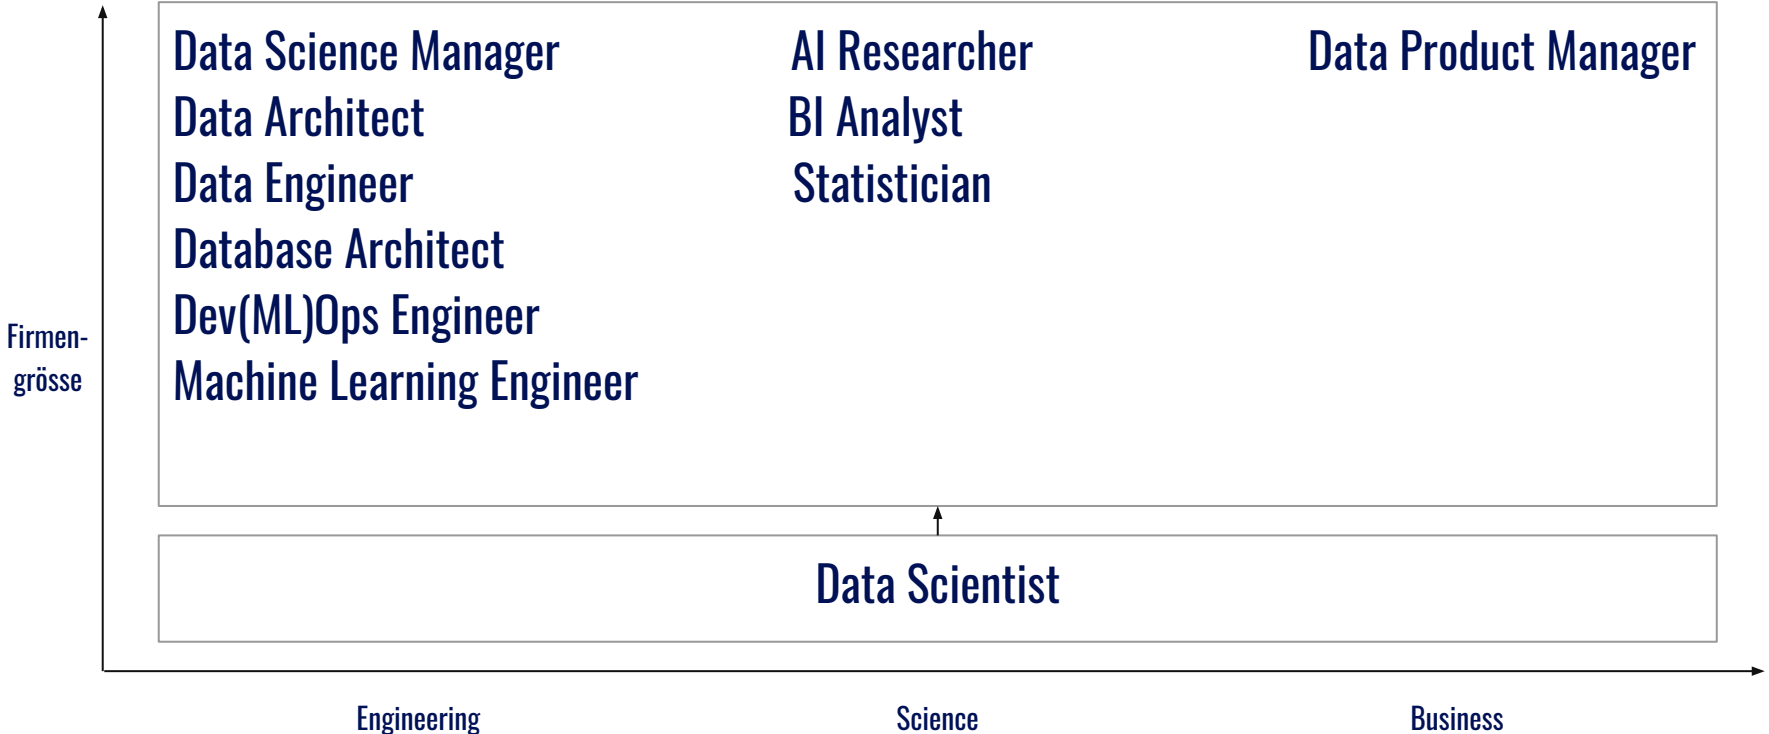 Data Science Manager
AI Researcher
Data Product Manager
Data Architect
BI Analyst
Data Engineer
Statistician
Database Architect
Dev(ML)Ops Engineer
Machine Learning Engineer
Firmen-
grösse
Data Scientist
Engineering
Science
Business